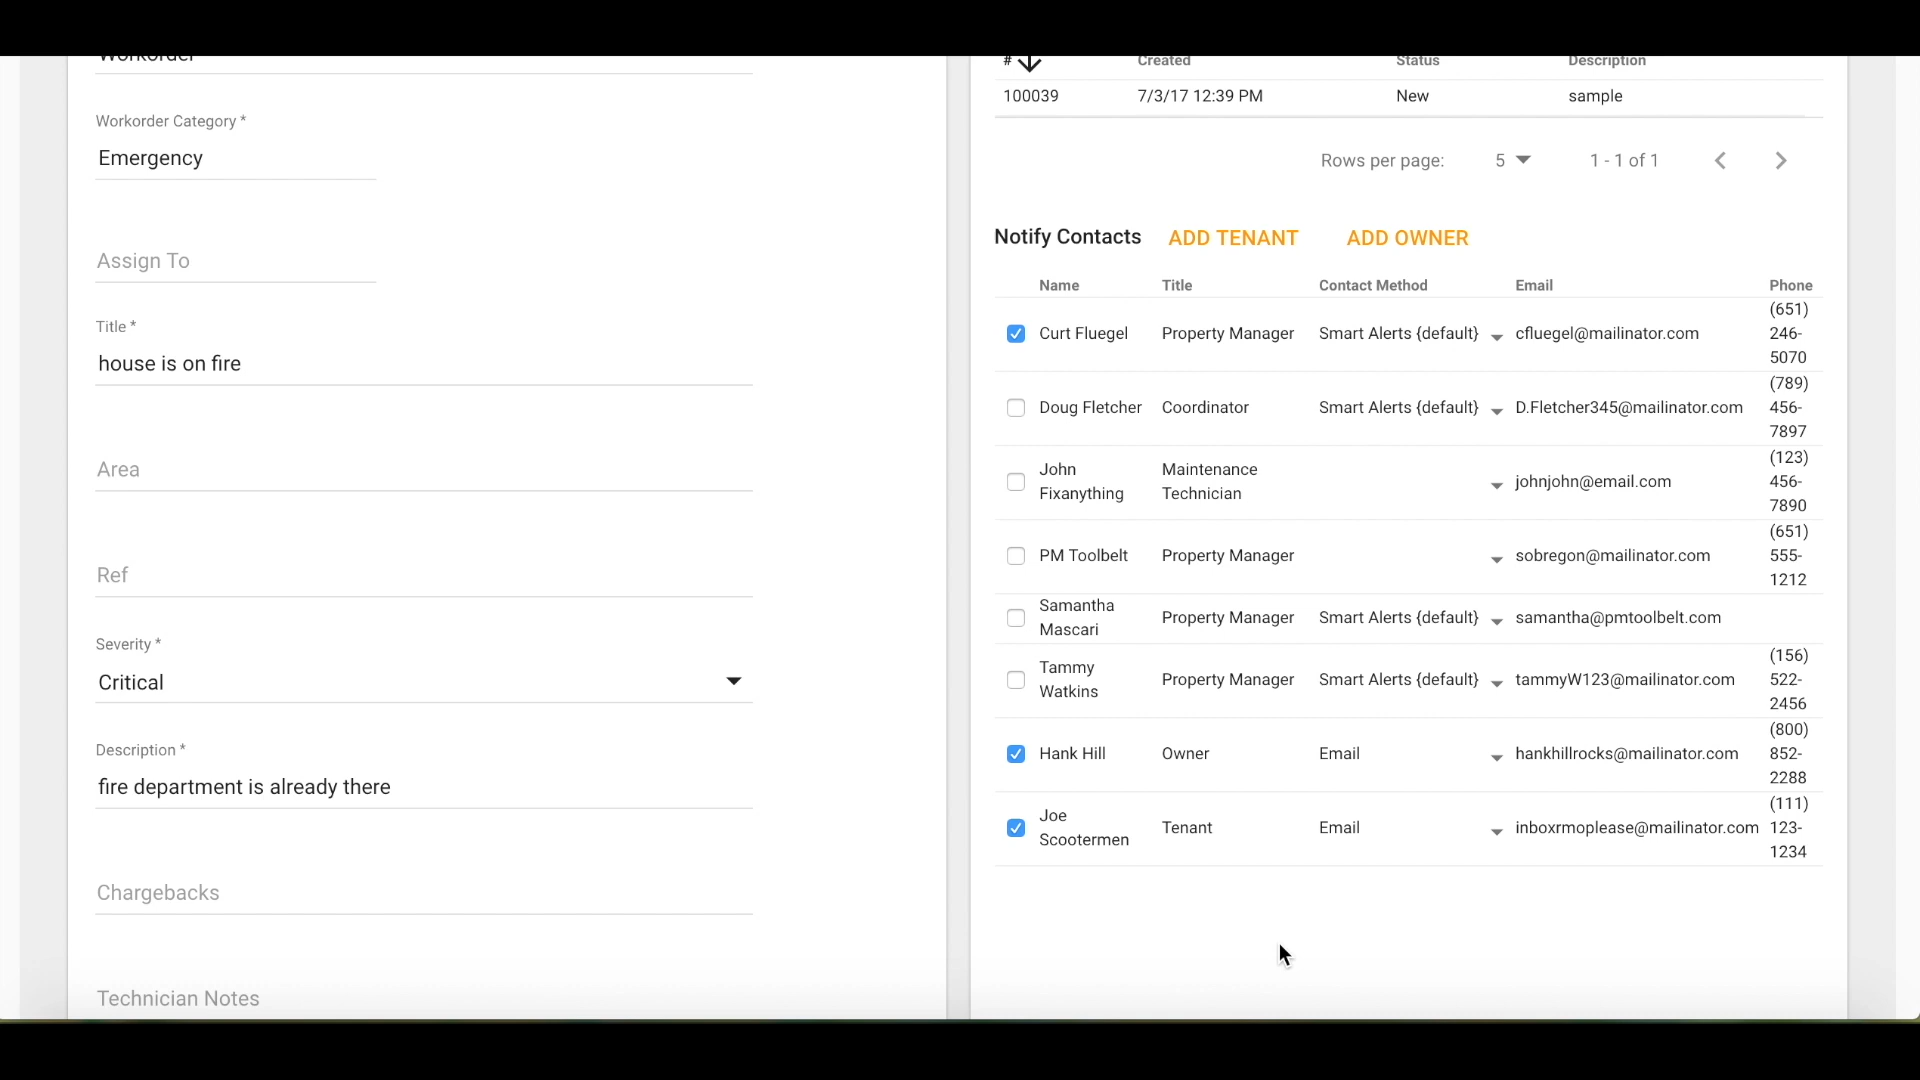 Workorder
Workorder Category *
Emergency
Assign To
Title *
house is on fire
Area
Ref
Severity *
Critical
Description *
fire department is already there
Chargebacks
Technician Notes
# Created Status Description
100039 7/3/17 12:39 PM New sample
Rows per page: 5 1 - 1 of 1
Notify Contacts ADD TENANT ADD OWNER
Name Title Contact Method Email Phone
(651)
Curt Fluegel Property Manager Smart Alerts {default} cfluegel@mailinator.com 246-
5070
(789)
Doug Fletcher Coordinator Smart Alerts {default} D.Fletcher345@mailinator.com 456-
7897
(123)
John Maintenance
johnjohn@email.com 456-
Fixanything Technician
7890
(651)
PM Toolbelt Property Manager sobregon@mailinator.com 555-
1212
Samantha
Property Manager Smart Alerts {default} samantha@pmtoolbelt.com
Mascari
(156)
Tammy
Property Manager Smart Alerts {default} tammyW123@mailinator.com 522-
Watkins
2456
(800)
Hank Hill Owner Email hankhillrocks@mailinator.com 852-
2288
(111)
Joe
Tenant Email inboxrmoplease@mailinator.com 123-
Scootermen
1234